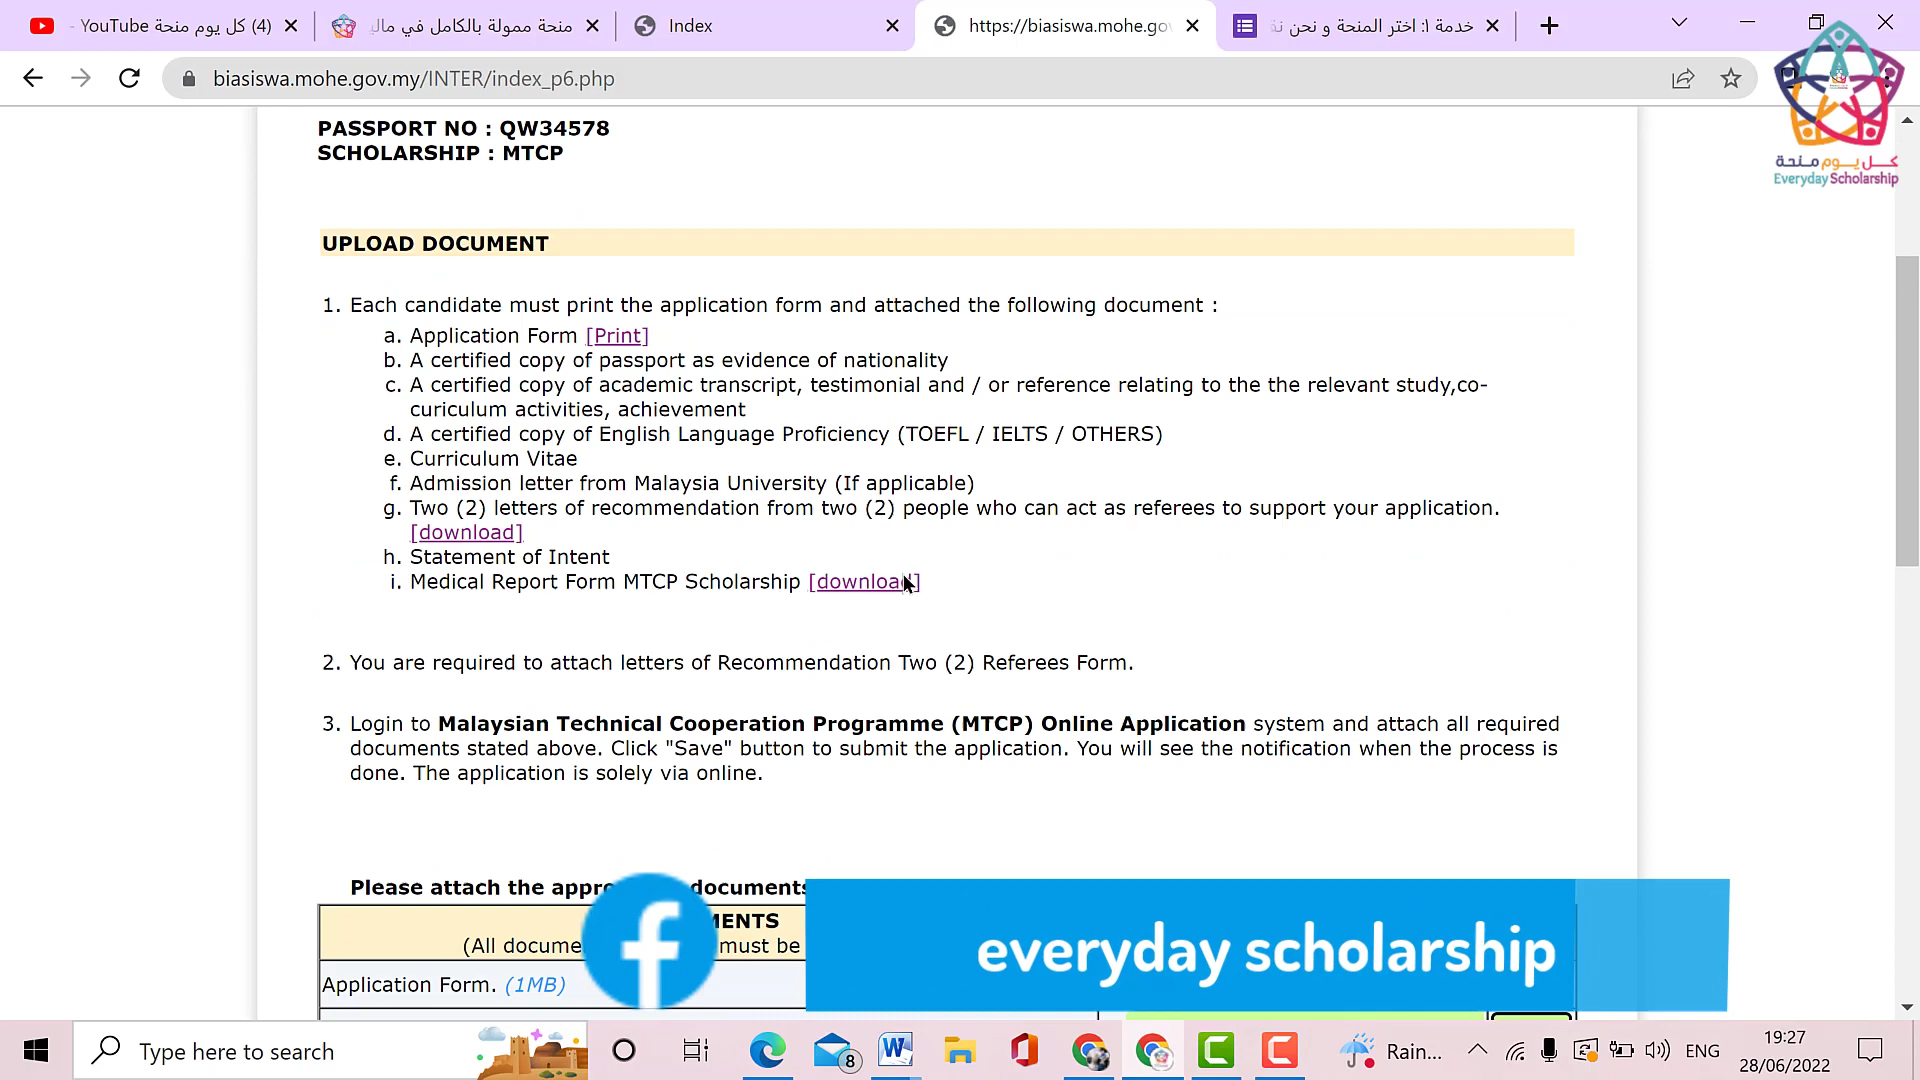 (4) كل يوم منحة YouTube
منحة ممولة بالكامل في مالي
Index
https://biasiswa.mohe.gov
خدمة 1: اختر المنحة و نحن نق
biasiswa.mohe.gov.my/INTER/index_p6.php
كـل يـوم مـنحـة
EverydayScholarship
PASSPORT NO : QW34578
SCHOLARSHIP : MTCP
UPLOAD DOCUMENT
1. Each candidate must print the application form and attached the following document :
a. Application Form [Print]
b. A certified copy of passport as evidence of nationality
c. A certified copy of academic transcript, testimonial and / or reference relating to the the relevant study,co-
curiculum activities, achievement
d. A certified copy of English Language Proficiency (TOEFL / IELTS / OTHERS)
e. Curriculum Vitae
f. Admission letter from Malaysia University (If applicable)
g. Two (2) letters of recommendation from two (2) people who can act as referees to support your application.
[download]
h. Statement of Intent
i. Medical Report Form MTCP Scholarship [download]
2. You are required to attach letters of Recommendation Two (2) Referees Form.
3. Login to Malaysian Technical Cooperation Programme (MTCP) Online Application system and attach all required
documents stated above. Click "Save" button to submit the application. You will see the notification when the process is
done. The application is solely via online.
Please attach the documents
MENTS
(All must be
Application Form. (1MB)
f
everyday scholarship
Type here to search
8
Rain...
ENG
19:27
28/06/2022